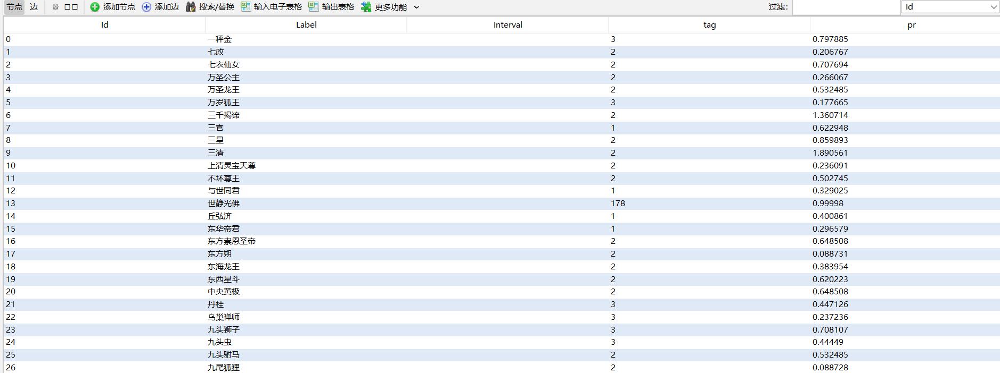 节点 边 添加节点 添加边 搜索/替换 输入电子表格 输出表格 更多功能 过滤: Id
Id Label Interval tag pr
0 一秤金 3 0.797885
1 七政 2 0.206767
2 七衣仙女 2 0.707694
3 万圣公主 2 0.266067
4 万圣龙王 2 0.532485
5 万岁狐王 3 0.177665
6 三千揭谛 2 1.360714
7 三官 1 0.622948
8 三星 2 0.859893
9 三清 2 1.890561
10 上清灵宝天尊 2 0.236091
11 不坏尊王 2 0.502745
12 与世同君 1 0.329025
13 世静光佛 178 0.99998
14 丘弘济 1 0.400861
15 东华帝君 1 0.296579
16 东方崇恩圣帝 2 0.648508
17 东方朔 2 0.088731
18 东海龙王 2 0.383954
19 东西星斗 2 0.620223
20 中央黄极 2 0.648508
21 丹桂 3 0.447126
22 乌巢禅师 3 0.237236
23 九头狮子 3 0.708107
24 九头虫 3 0.44449
25 九头驸马 2 0.532485
26 九尾狐狸 2 0.088728